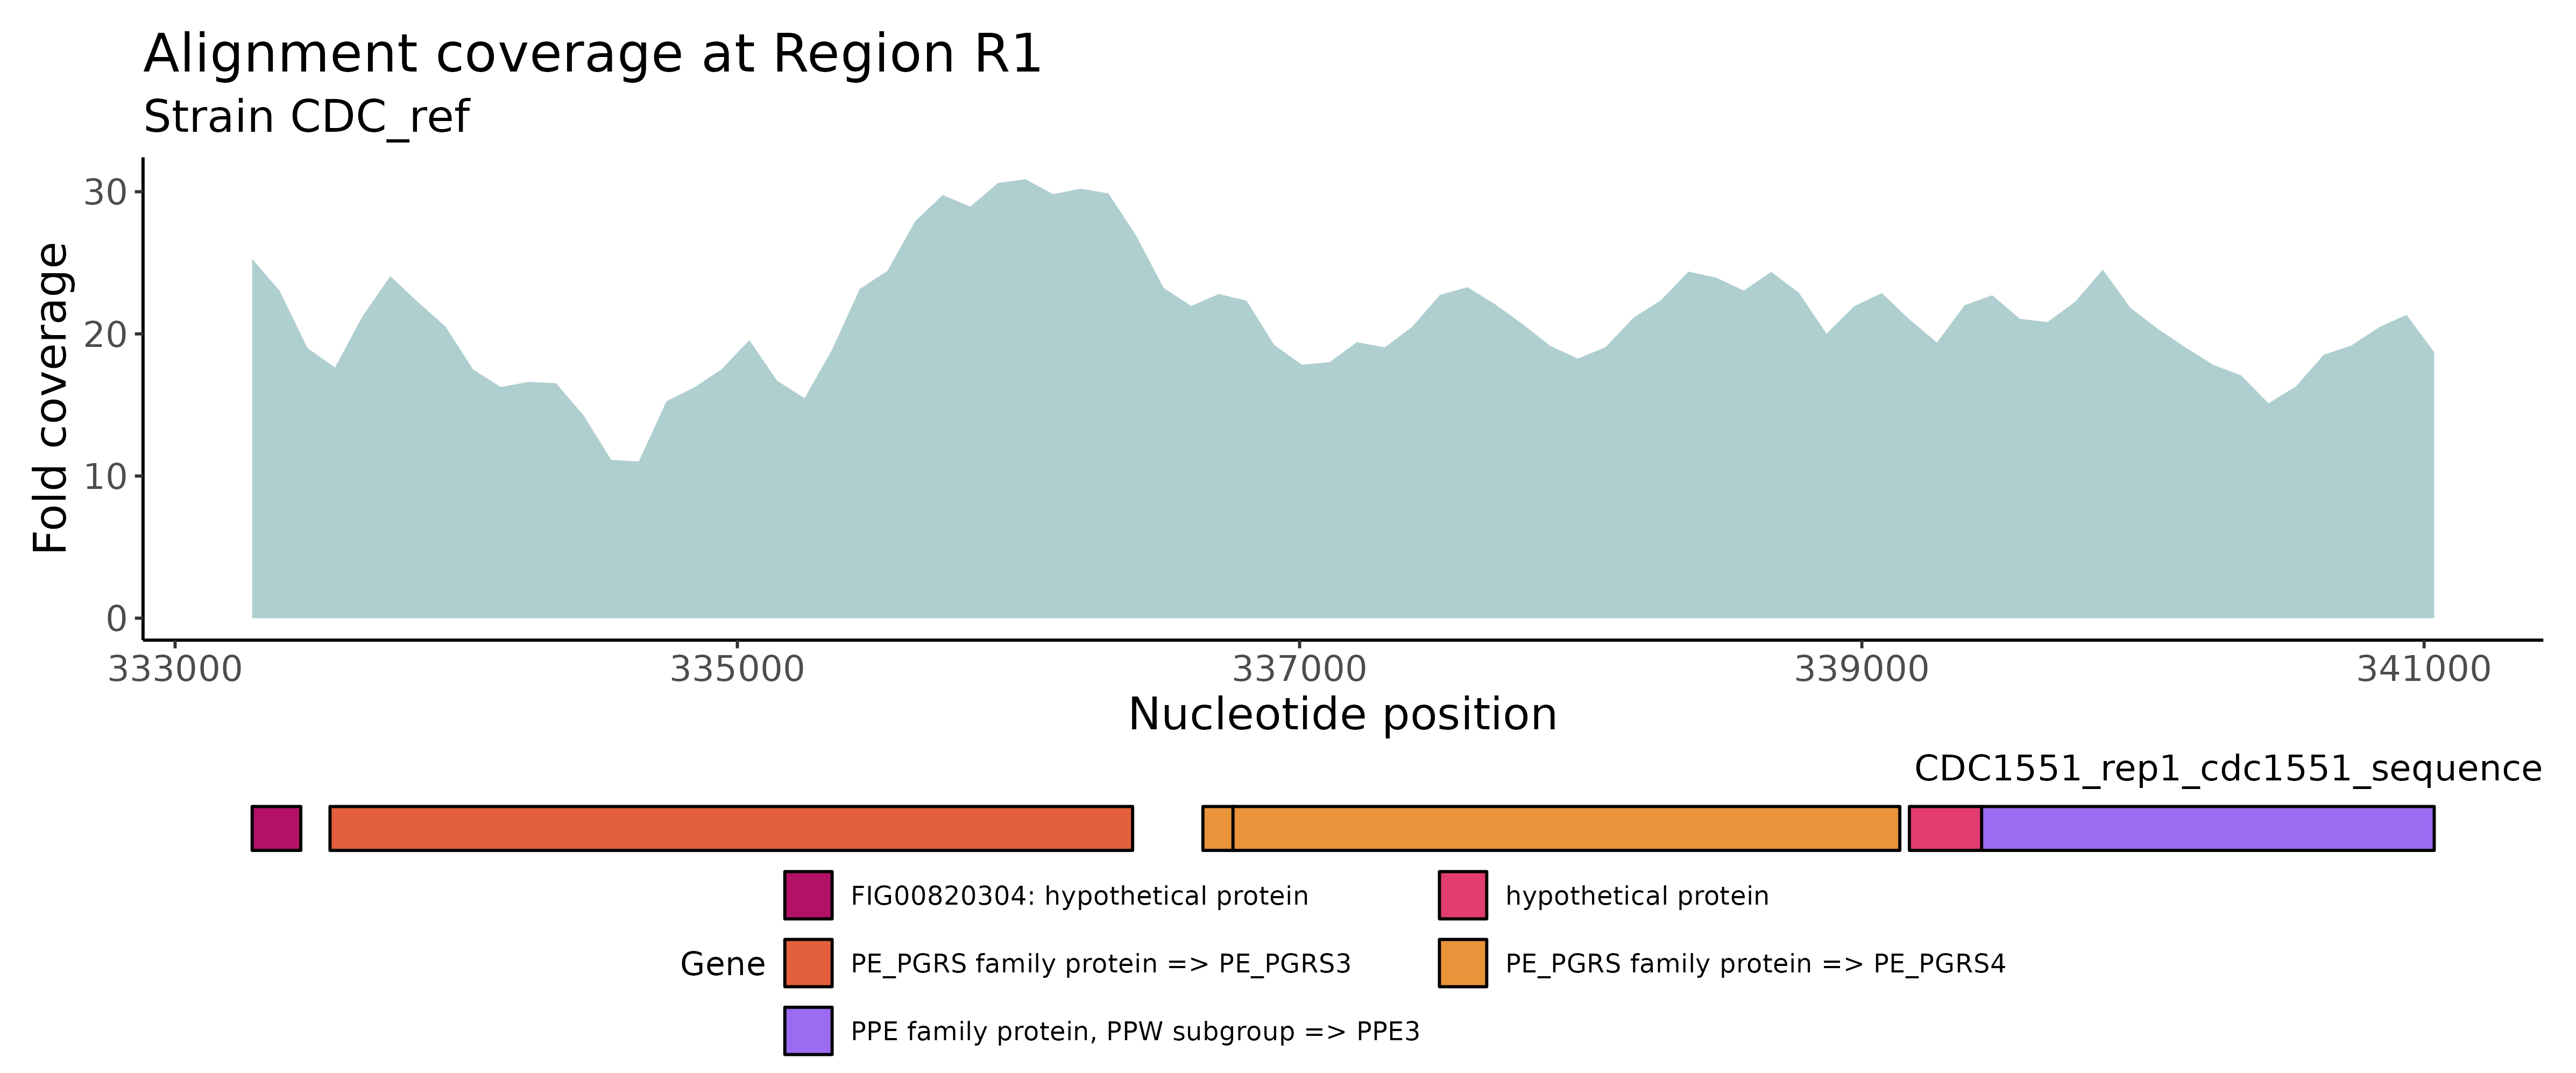 Alignment coverage at Region R1
Strain CDC_ref
Fold coverage
30
20
10
0
333000 335000 337000 339000 341000
Nucleotide position
CDC1551_rep1_cdc1551_sequence
Gene
FIG00820304: hypothetical protein
hypothetical protein
PE_PGRS family protein => PE_PGRS3
PE_PGRS family protein => PE_PGRS4
PPE family protein, PPW subgroup => PPE3